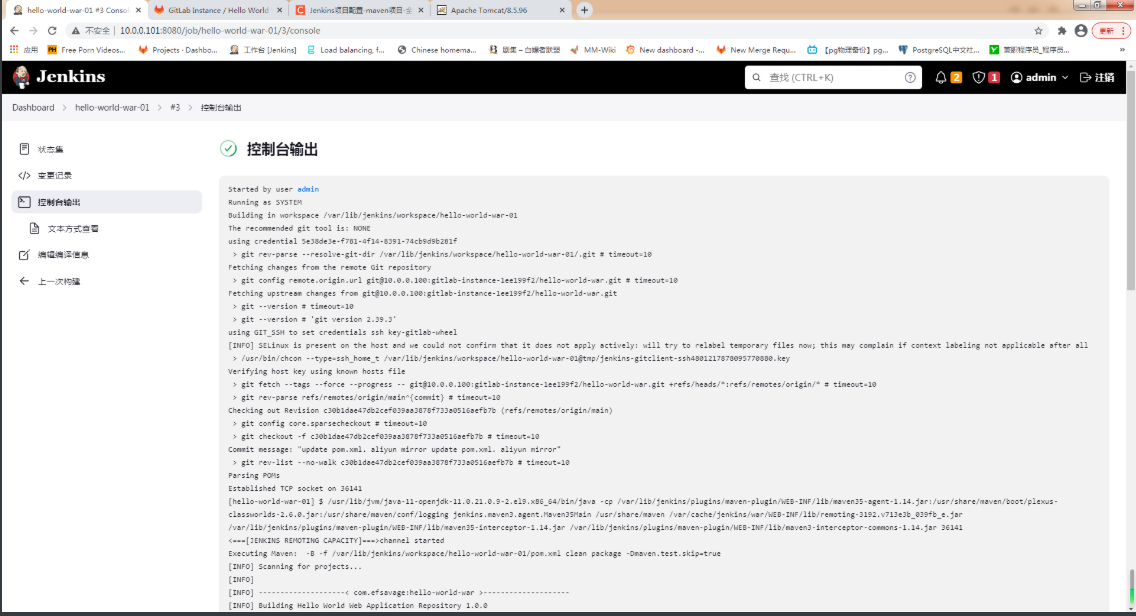 hello-world-war-01 #3 Conso
GitLab Instance / Hello World
Jenkins项目配置-maven项目-
Apache Tomcat/8.5.96
不安全 | 10.0.0.101:8080/job/hello-world-war-01/3/console
更新
应用
Free Porn Videos...
Projects · Dashbo...
工作台 [Jenkins]
Load balancing, f...
Chinese homema...
MM-Wiki
New dashboard -...
New Merge Requ...
【pg物理备份】pg...
PostgreSQL中文社...
Jenkins
查找 (CTRL+K)
2
1
admin
注销
Dashboard
hello-world-war-01
#3
控制台输出
状态集
变更记录
控制台输出
文本方式查看
编辑编译信息
上一次构建
控制台输出
Started by user admin
Running as SYSTEM
Building in workspace /var/lib/jenkins/workspace/hello-world-war-01
The recommended git tool is: NONE
using credential 5e38de3e-f781-4f14-8391-74cb9d9b281f
> git rev-parse --resolve-git-dir /var/lib/jenkins/workspace/hello-world-war-01/.git # timeout=10
Fetching changes from the remote Git repository
> git config remote.origin.url git@10.0.0.100:gitlab-instance-1ee199f2/hello-world-war.git # timeout=10
Fetching upstream changes from git@10.0.0.100:gitlab-instance-1ee199f2/hello-world-war.git
> git --version # timeout=10
> git --version # 'git version 2.39.3'
using GIT_SSH to set credentials ssh key-gitlab-wheel
[INFO] SELinux is present on the host and we could not confirm that it does not apply actively: will try to relabel temporary files now; this may complain if context labeling not applicable after all
> /usr/bin/chcon --type=ssh_home_t /var/lib/jenkins/workspace/hello-world-war-01@tmp/jenkins-gitclient-ssh4801217878095770880.key
Verifying host key using known hosts file
> git fetch --tags --force --progress -- git@10.0.0.100:gitlab-instance-1ee199f2/hello-world-war.git +refs/heads/*:refs/remotes/origin/* # timeout=10
> git rev-parse refs/remotes/origin/main^{commit} # timeout=10
Checking out Revision c30b1dae47db2cef039aa3878f733a0516aefb7b (refs/remotes/origin/main)
> git config core.sparsecheckout # timeout=10
> git checkout -f c30b1dae47db2cef039aa3878f733a0516aefb7b # timeout=10
Commit message: "update pom.xml. aliyun mirror update pom.xml. aliyun mirror"
> git rev-list --no-walk c30b1dae47db2cef039aa3878f733a0516aefb7b # timeout=10
Parsing POMs
Established TCP socket on 36141
[hello-world-war-01] $ /usr/lib/jvm/java-11-openjdk-11.0.21.0.9-2.el9.x86_64/bin/java -cp /var/lib/jenkins/plugins/maven-plugin/WEB-INF/lib/maven35-agent-1.14.jar:/usr/share/maven/boot/plexus-
classworlds-2.6.0.jar:/usr/share/maven/conf/logging jenkins.maven3.agent.Maven35Main /usr/share/maven /var/cache/jenkins/war/WEB-INF/lib/remoting-3192.v713e3b_039fb_e.jar
/var/lib/jenkins/plugins/maven-plugin/WEB-INF/lib/maven35-interceptor-1.14.jar /var/lib/jenkins/plugins/maven-plugin/WEB-INF/lib/maven3-interceptor-commons-1.14.jar 36141
<===[JENKINS REMOTING CAPACITY]===>channel started
Executing Maven: -B -f /var/lib/jenkins/workspace/hello-world-war-01/pom.xml clean package -Dmaven.test.skip=true
[INFO] Scanning for projects...
[INFO]
[INFO] --------------------< com.efsavage:hello-world-war >--------------------
[INFO] Building Hello World Web Application Repository 1.0.0